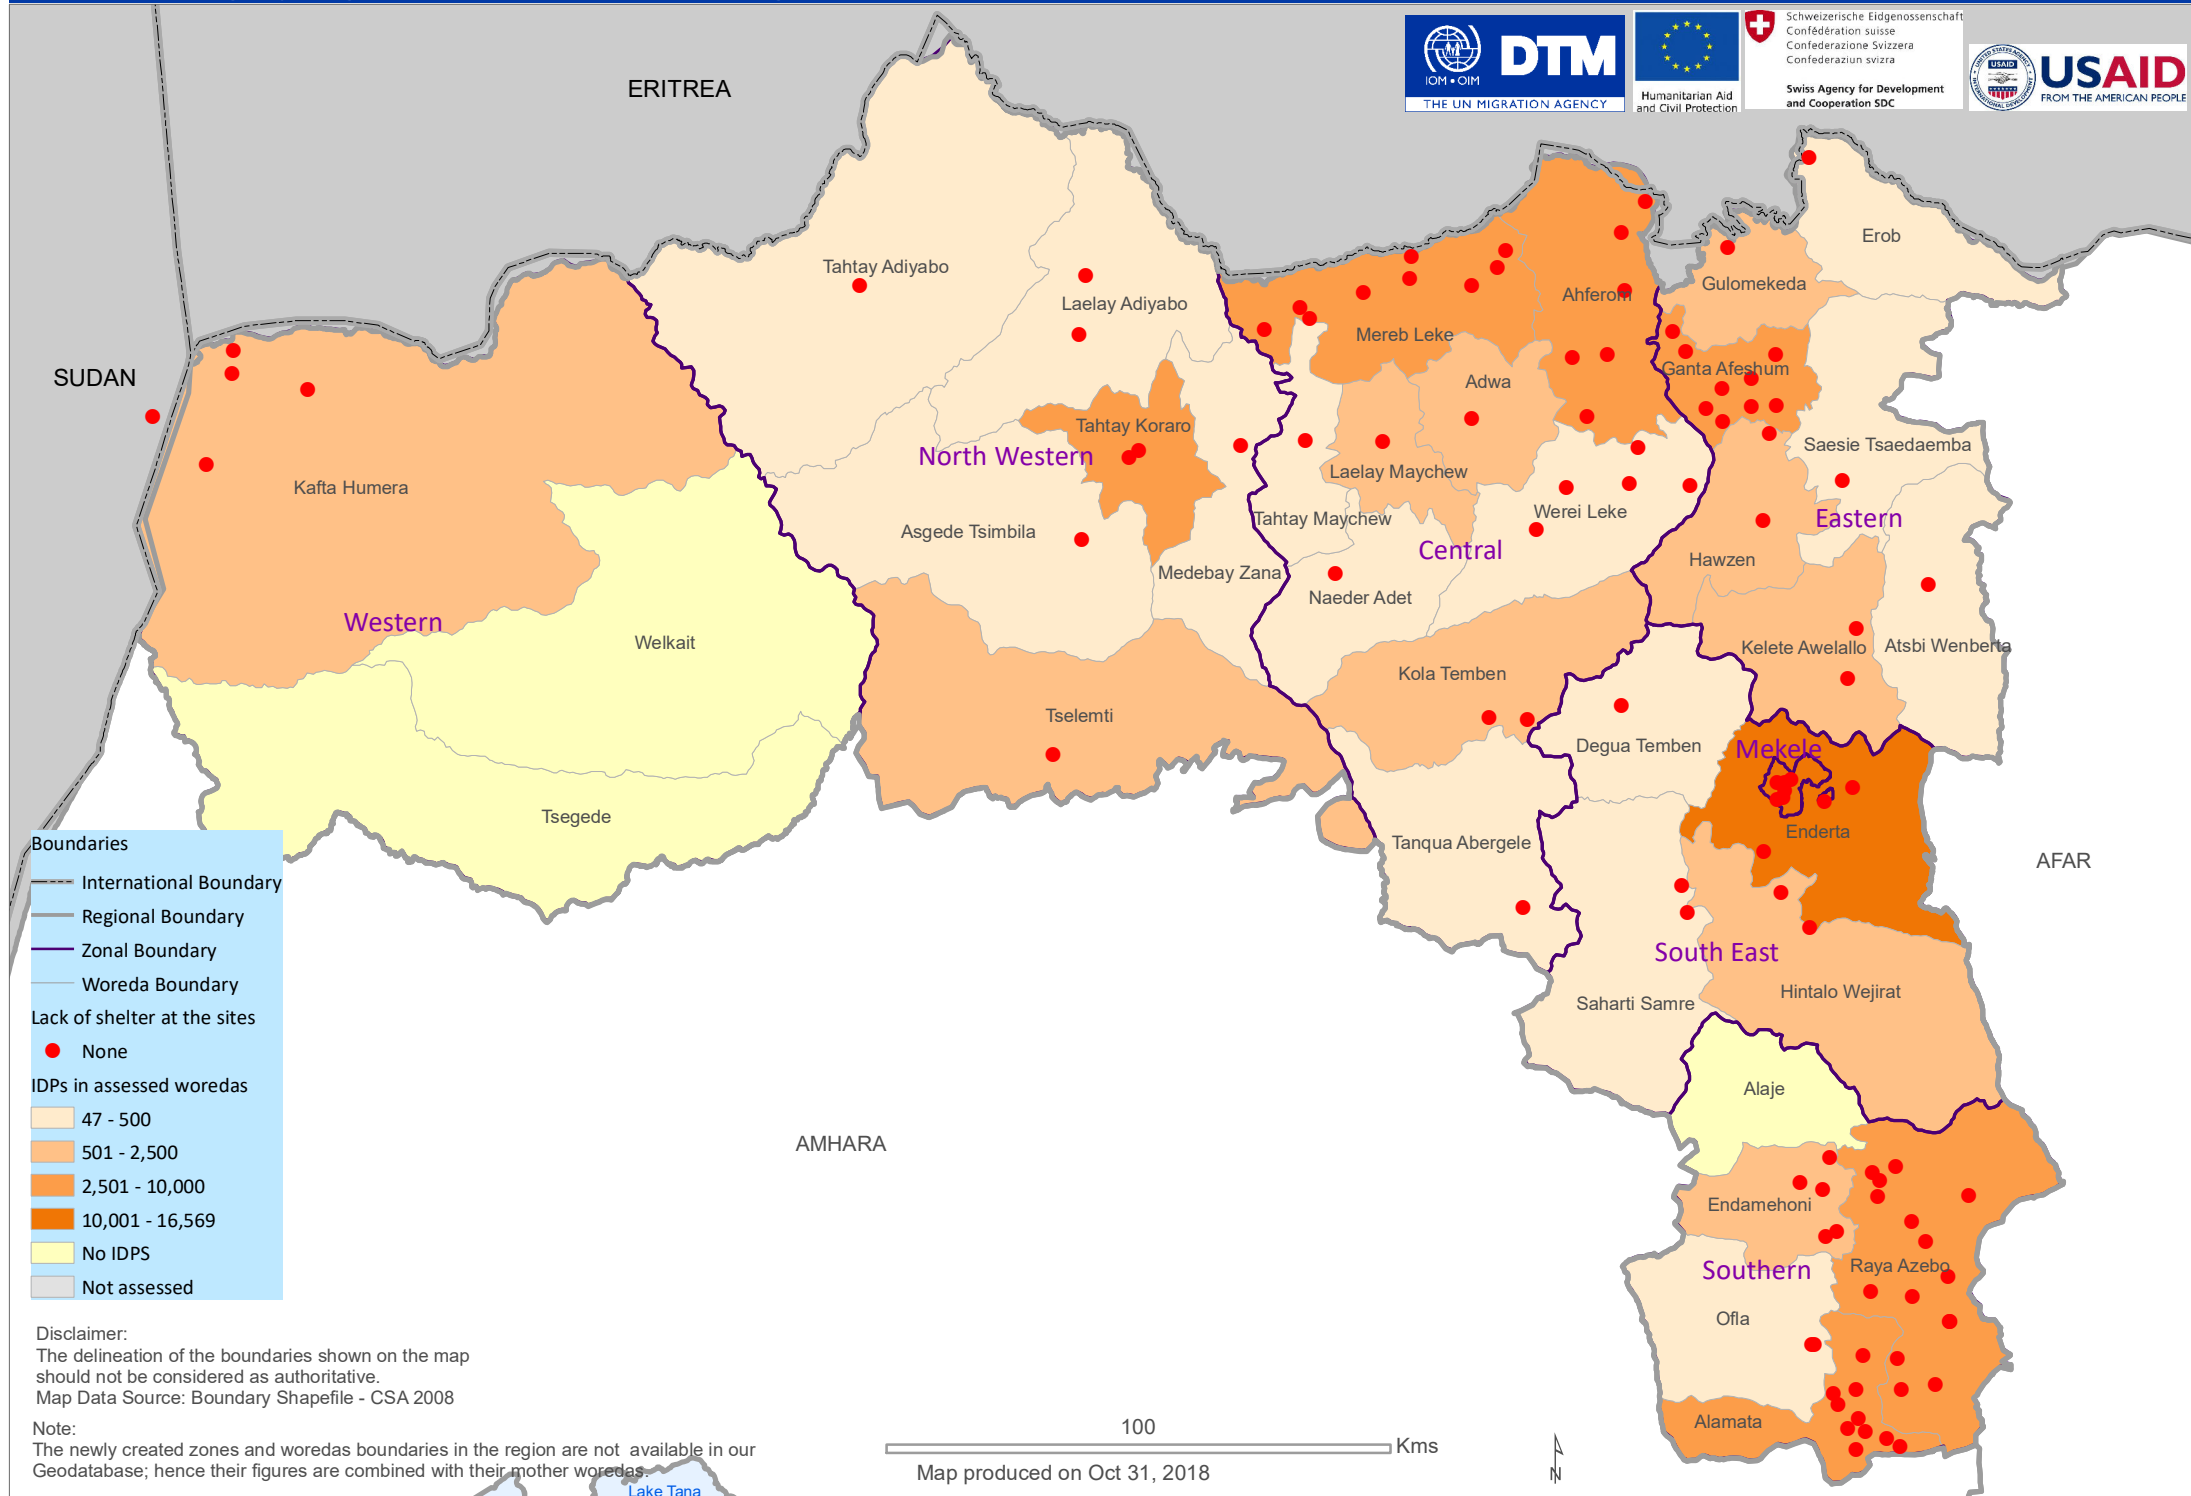 ERITREA
IOM • OIM
DTM
THE UN MIGRATION AGENCY
Humanitarian Aid
and Civil Protection
Schweizerische Eidgenossenschaft
Confédération suisse
Confederazione Svizzera
Confederaziun svizra
Swiss Agency for Development
and Cooperation SDC
USAID
UNITED STATES AGENCY
INTERNATIONAL DEVELOPMENT
USAID
FROM THE AMERICAN PEOPLE
Erob
Tahtay Adiyabo
Gulomekeda
Laelay Adiyabo
Ahferom
Mereb Leke
SUDAN
Ganta Afeshum
Adwa
Tahtay Koraro
Saesie Tsaedaemba
North Western
Laelay Maychew
Kafta Humera
Werei Leke
Tahtay Maychew
Eastern
Asgede Tsimbila
Central
Hawzen
Medebay Zana
Naeder Adet
Western
Welkait
Kelete Awelallo
Atsbi Wenberta
Kola Temben
Tselemti
Degua Temben
Mekele
Tsegede
Enderta
Tanqua Abergele
AFAR
South East
Hintalo Wejirat
Saharti Samre
Alaje
AMHARA
Endamehoni
Raya Azebo
Southern
Ofla
Alamata
Boundaries
International Boundary
Regional Boundary
Zonal Boundary
Woreda Boundary
Lack of shelter at the sites
None
IDPs in assessed woredas
47 - 500
501 - 2,500
2,501 - 10,000
10,001 - 16,569
No IDPS
Not assessed
Disclaimer:
The delineation of the boundaries shown on the map
should not be considered as authoritative.
Map Data Source: Boundary Shapefile - CSA 2008
Note:
The newly created zones and woredas boundaries in the region are not available in our
Geodatabase; hence their figures are combined with their mother woredas.
Lake Tana
100
Kms
Map produced on Oct 31, 2018
N